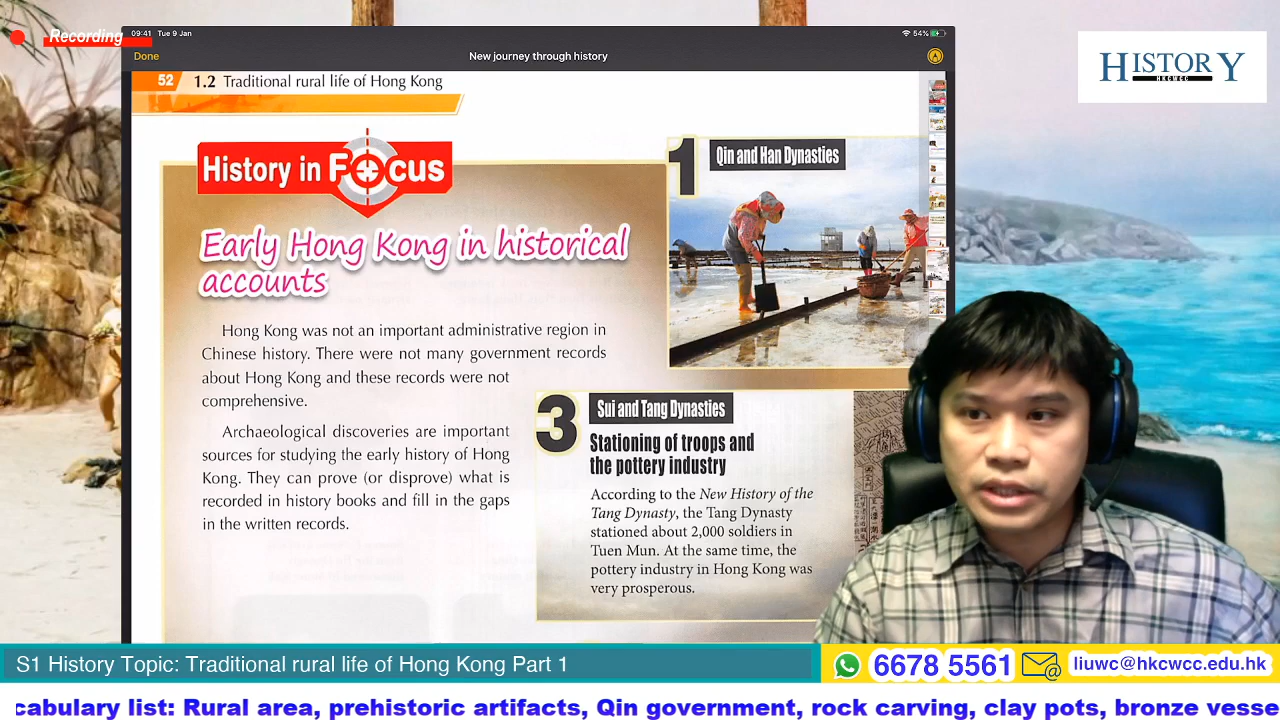 Recording
09:41 Tue 9 Jan
54%
Done
New journey through history
52 1.2 Traditional rural life of Hong Kong
HISTORY
HKCWCC
History in Focus
1 Qin and Han Dynasties
Early Hong Kong in historical
accounts
Hong Kong was not an important administrative region in
Chinese history. There were not many government records
about Hong Kong and these records were not
comprehensive.
Archaeological discoveries are important
sources for studying the early history of Hong
Kong. They can prove (or disprove) what is
recorded in history books and fill in the gaps
in the written records.
3 Sui and Tang Dynasties
Stationing of troops and
the pottery industry
According to the New History of the
Tang Dynasty, the Tang Dynasty
stationed about 2,000 soldiers in
Tuen Mun. At the same time, the
pottery industry in Hong Kong was
very prosperous.
S1 History Topic: Traditional rural life of Hong Kong Part 1
6678 5561
liuwc@hkcwcc.edu.hk
cabulary list: Rural area, prehistoric artifacts, Qin government, rock carving, clay pots, bronze vesse